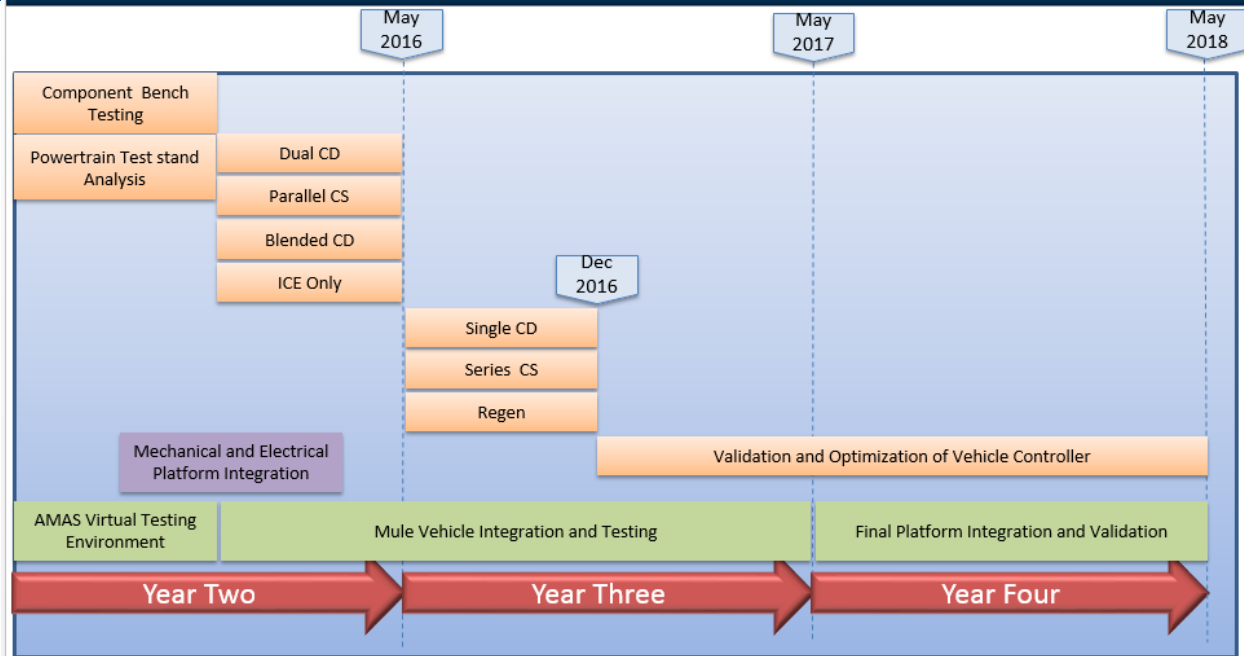 May
2016
May
2017
May
2018
Component Bench
Testing
Powertrain Test stand
Analysis
Dual CD
Parallel CS
Blended CD
ICE Only
Dec
2016
Single CD
Series CS
Regen
Mechanical and Electrical
Platform Integration
Validation and Optimization of Vehicle Controller
AMAS Virtual Testing
Environment
Mule Vehicle Integration and Testing
Final Platform Integration and Validation
Year Two
Year Three
Year Four